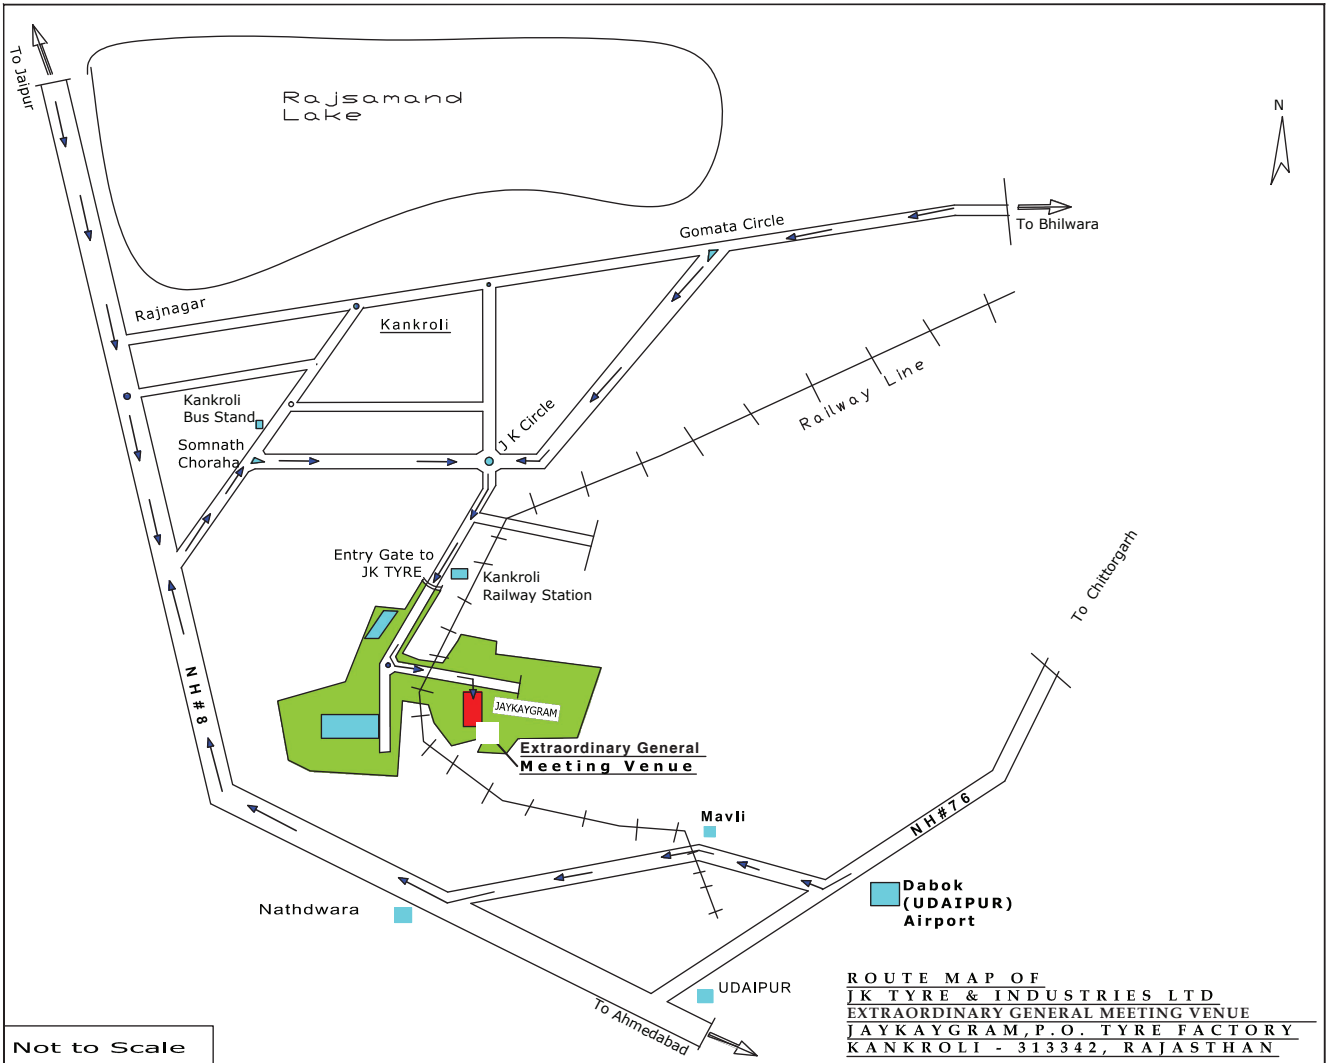 To Jaipur
Rajsamand
Lake
N
Gomata Circle
To Bhilwara
Rajnagar
Kankroli
Railway Line
Kankroli
Bus Stand
J K Circle
Somnath
Choraha
Entry Gate to
JK TYRE
Kankroli
Railway Station
To Chittorgarh
NH#8
JAYKAYGRAM
Extraordinary General
Meeting Venue
NH#76
Mavli
Dabok
(UDAIPUR)
Airport
Nathdwara
UDAIPUR
To Ahmedabad
ROUTE MAP OF
JK TYRE & INDUSTRIES LTD
EXTRAORDINARY GENERAL MEETING VENUE
JAYKAYGRAM, P.O. TYRE FACTORY
KANKROLI - 313342, RAJASTHAN
Not to Scale